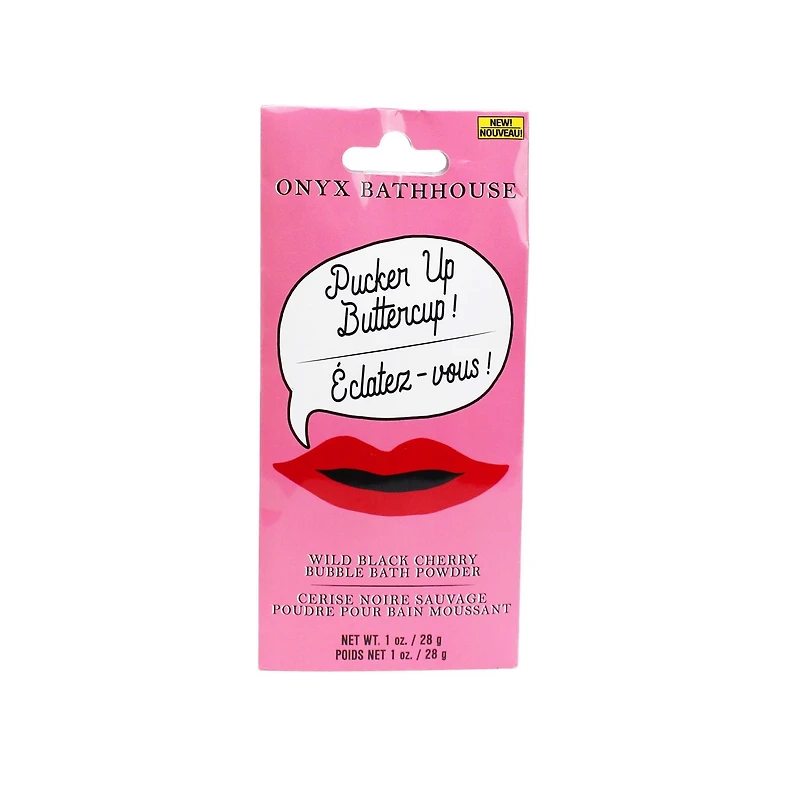 NEW!
NOUVEAU!
ONYX BATHHOUSE
Pucker Up
Buttercup!
Éclatez-vous!
WILD BLACK CHERRY
BUBBLE BATH POWDER
CERISE NOIRE SAUVAGE
POUDRE POUR BAIN MOUSSANT
NET WT. 1 oz. / 28 g
POIDS NET 1 oz. / 28 g